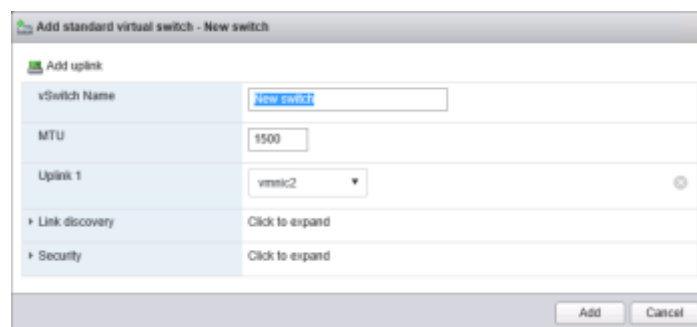 Add standard virtual switch - New switch
Add uplink
vSwitch Name New switch
MTU 1500
Uplink 1 vmnic2
Link discovery Click to expand
Security Click to expand
Add Cancel